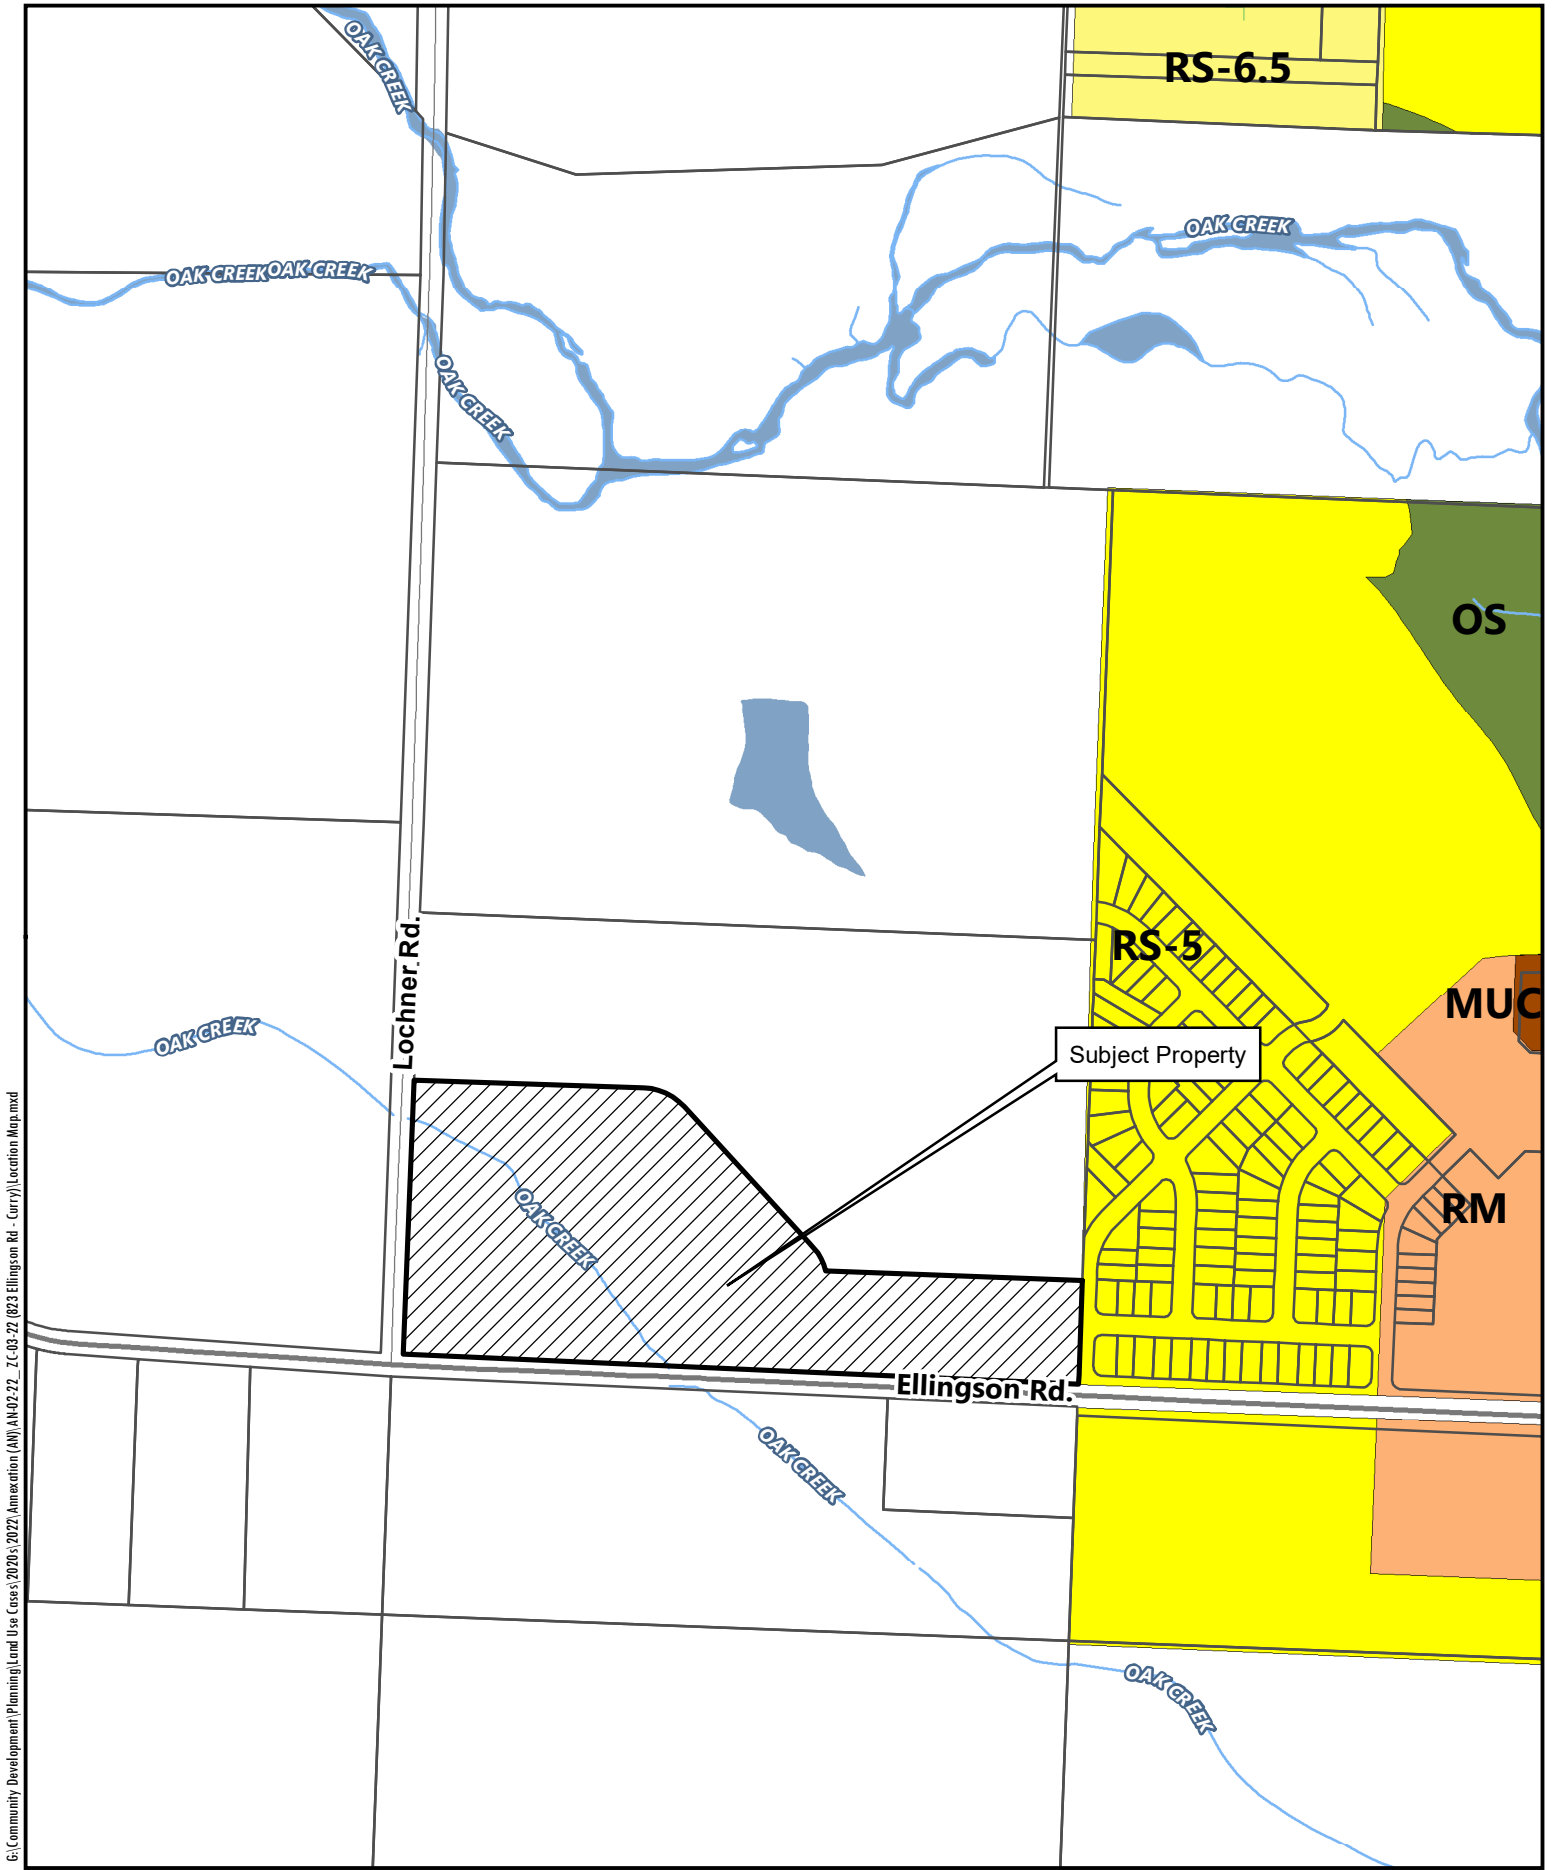 OAK CREEK
RS-6.5
OAK CREEK
OAK CREEK
OAK CREEK
OAK CREEK
OS
RS-5
MUC
Lochner Rd.
OAK CREEK
Subject Property
OAK CREEK
RM
Ellingson Rd.
OAK CREEK
OAK CREEK
G:\Community Development\Planning\Land Use Cases\2020s\2022\Annexation (AN)\AN-02-22_ ZC-03-22 (823 Ellingson Rd - Curry)\Location Map.mxd